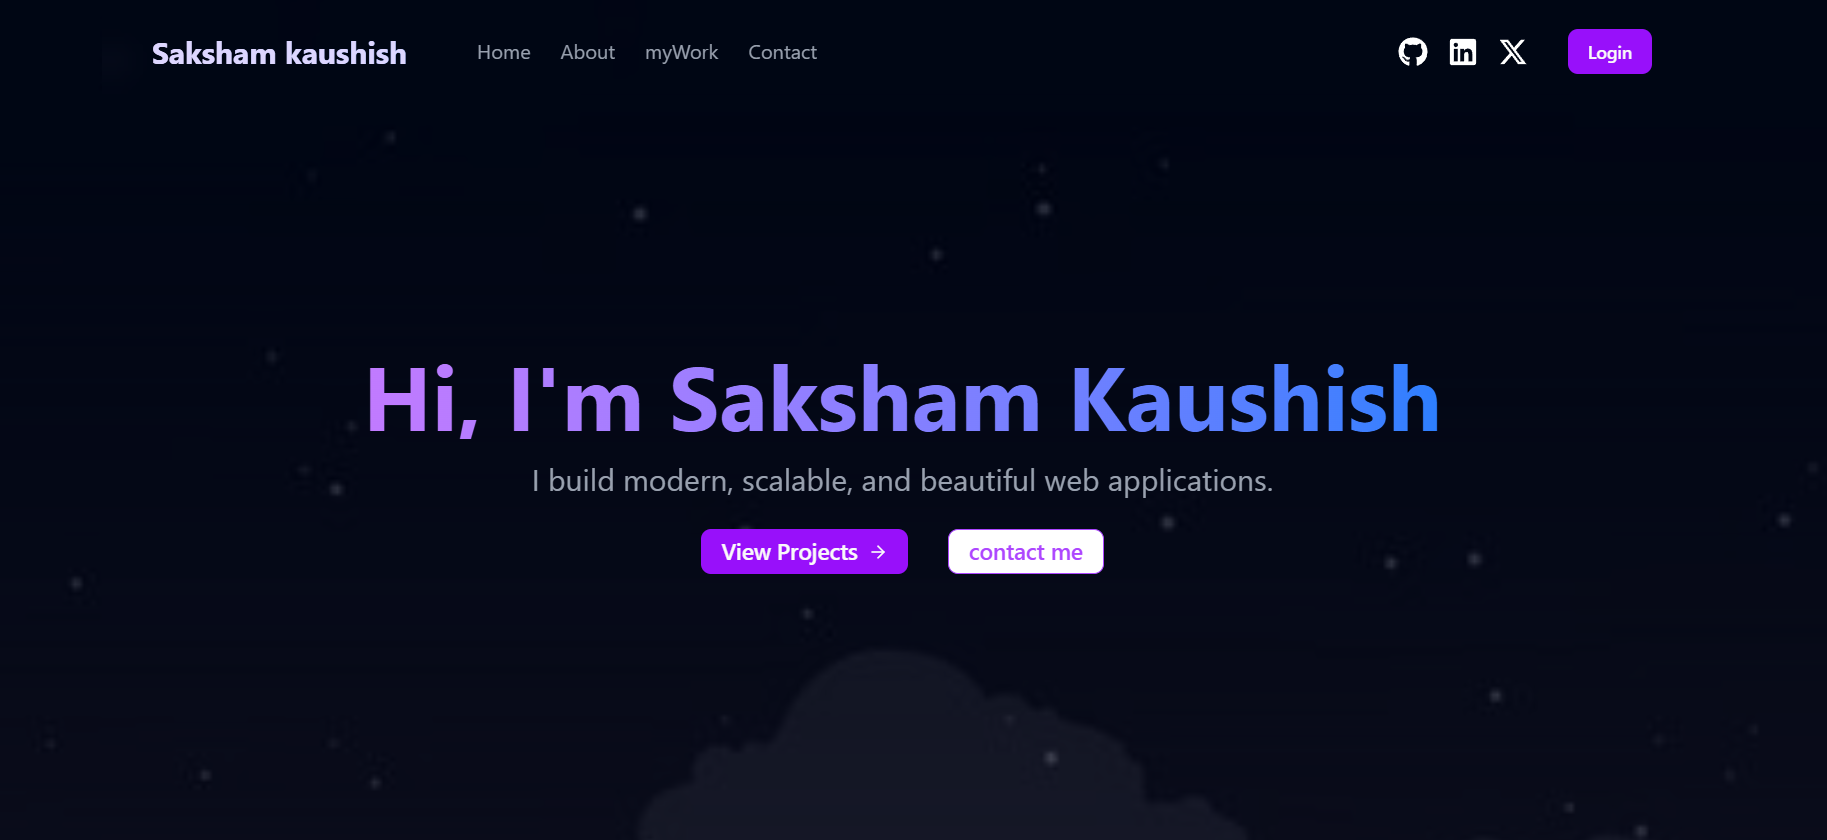 Saksham kaushish
Home About myWork Contact
Login
Hi, I'm Saksham Kaushish
I build modern, scalable, and beautiful web applications.
View Projects →
contact me